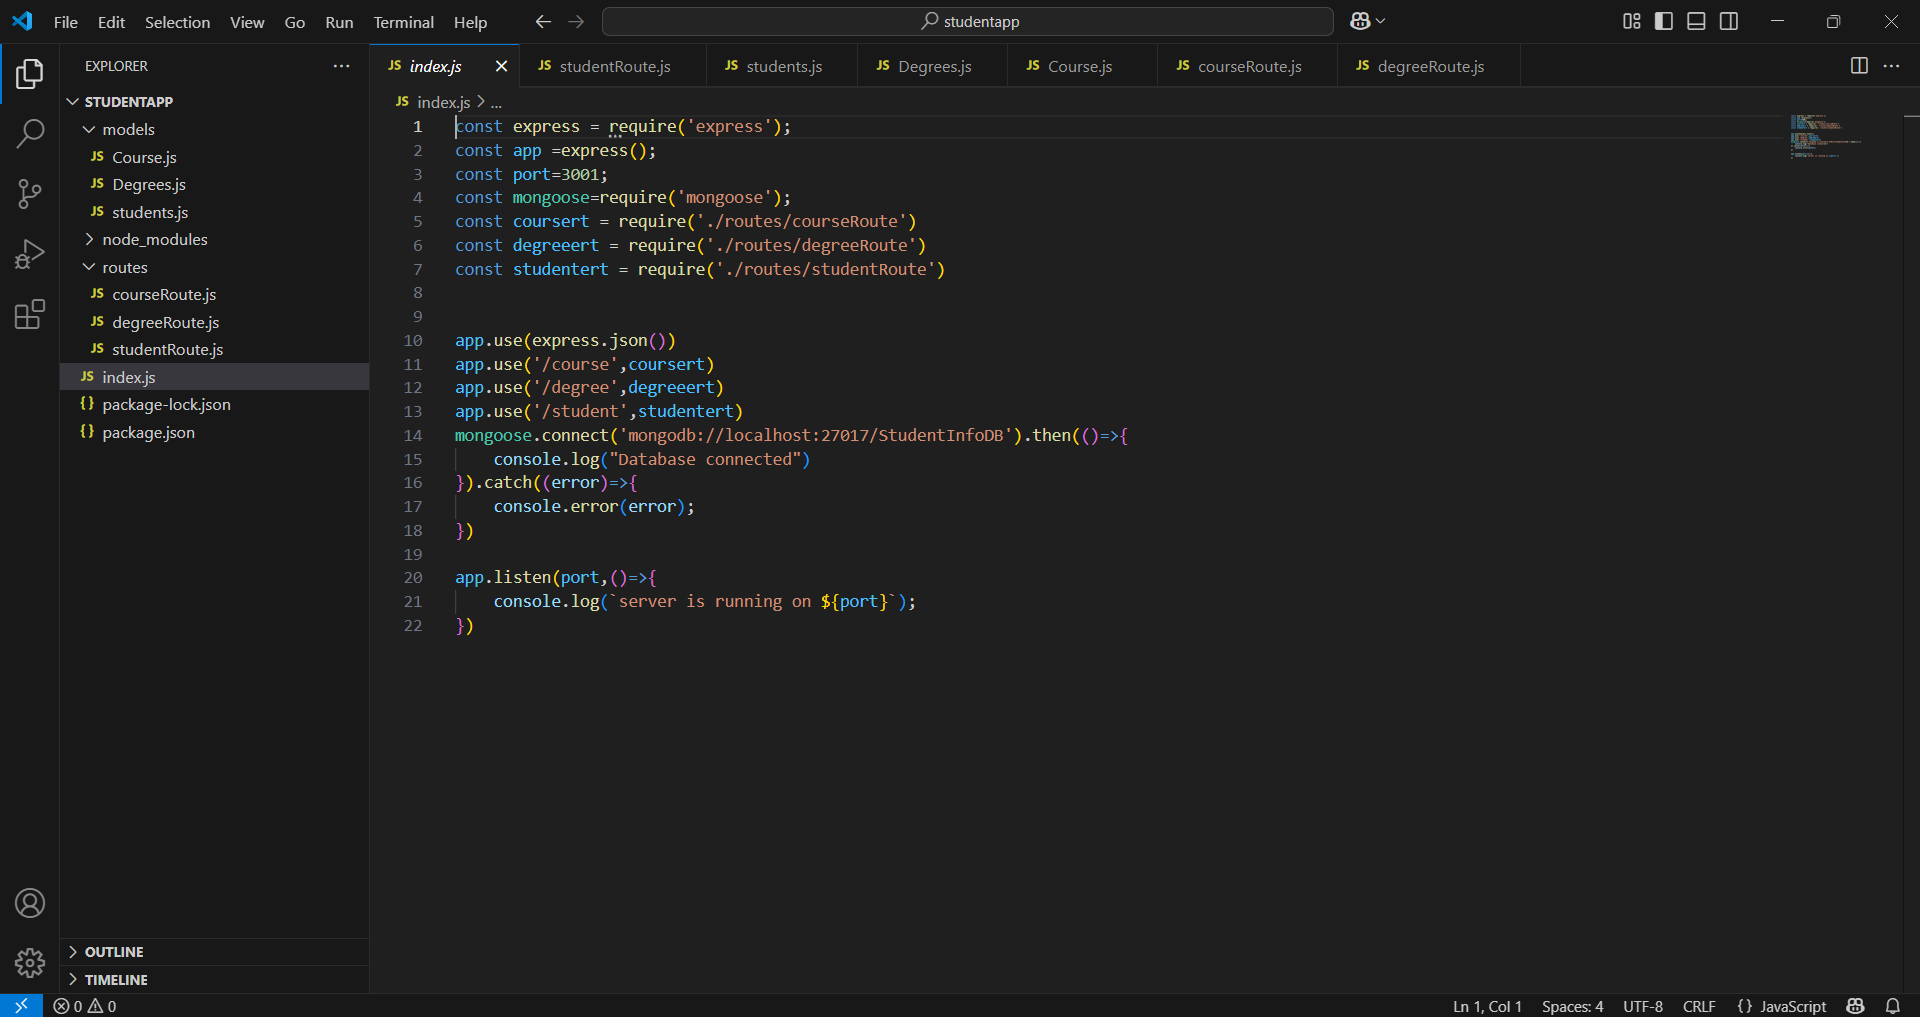 File Edit Selection View Go Run Terminal Help studentapp
EXPLORER
STUDENTAPP
models
JS Course.js
JS Degrees.js
JS students.js
node_modules
routes
JS courseRoute.js
JS degreeRoute.js
JS studentRoute.js
JS index.js
{} package-lock.json
{} package.json
OUTLINE
TIMELINE
JS index.js JS studentRoute.js JS students.js JS Degrees.js JS Course.js JS courseRoute.js JS degreeRoute.js
JS index.js > ...
1 const express = require('express');
2 const app =express();
3 const port=3001;
4 const mongoose=require('mongoose');
5 const coursert = require('./routes/courseRoute')
6 const degreeert = require('./routes/degreeRoute')
7 const studentert = require('./routes/studentRoute')
8
9
10 app.use(express.json())
11 app.use('/course',coursert)
12 app.use('/degree',degreeert)
13 app.use('/student',studentert)
14 mongoose.connect('mongodb://localhost:27017/StudentInfoDB').then(()=>{
15     console.log("Database connected")
16 }).catch((error)=>{
17     console.error(error);
18 })
19
20 app.listen(port,()=>{
21     console.log(`server is running on ${port}`);
22 })
0 0 Ln 1, Col 1 Spaces: 4 UTF-8 CRLF {} JavaScript